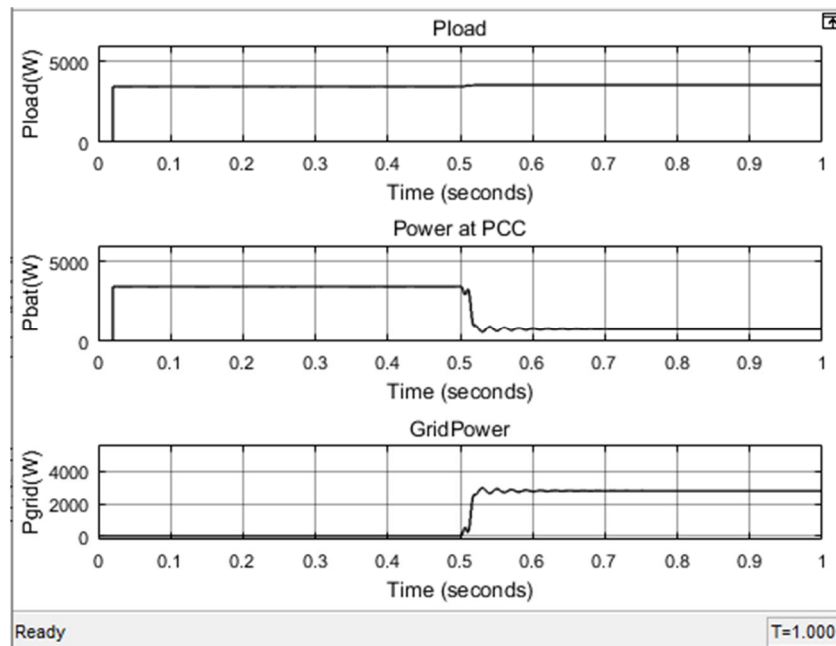 Pload
Pload(W)
5000
0
0 0.1 0.2 0.3 0.4 0.5 0.6 0.7 0.8 0.9 1
Time (seconds)
Power at PCC
Pbat(W)
5000
0
0 0.1 0.2 0.3 0.4 0.5 0.6 0.7 0.8 0.9 1
Time (seconds)
GridPower
Pgrid(W)
4000
2000
0
0 0.1 0.2 0.3 0.4 0.5 0.6 0.7 0.8 0.9 1
Time (seconds)
Ready T=1.000